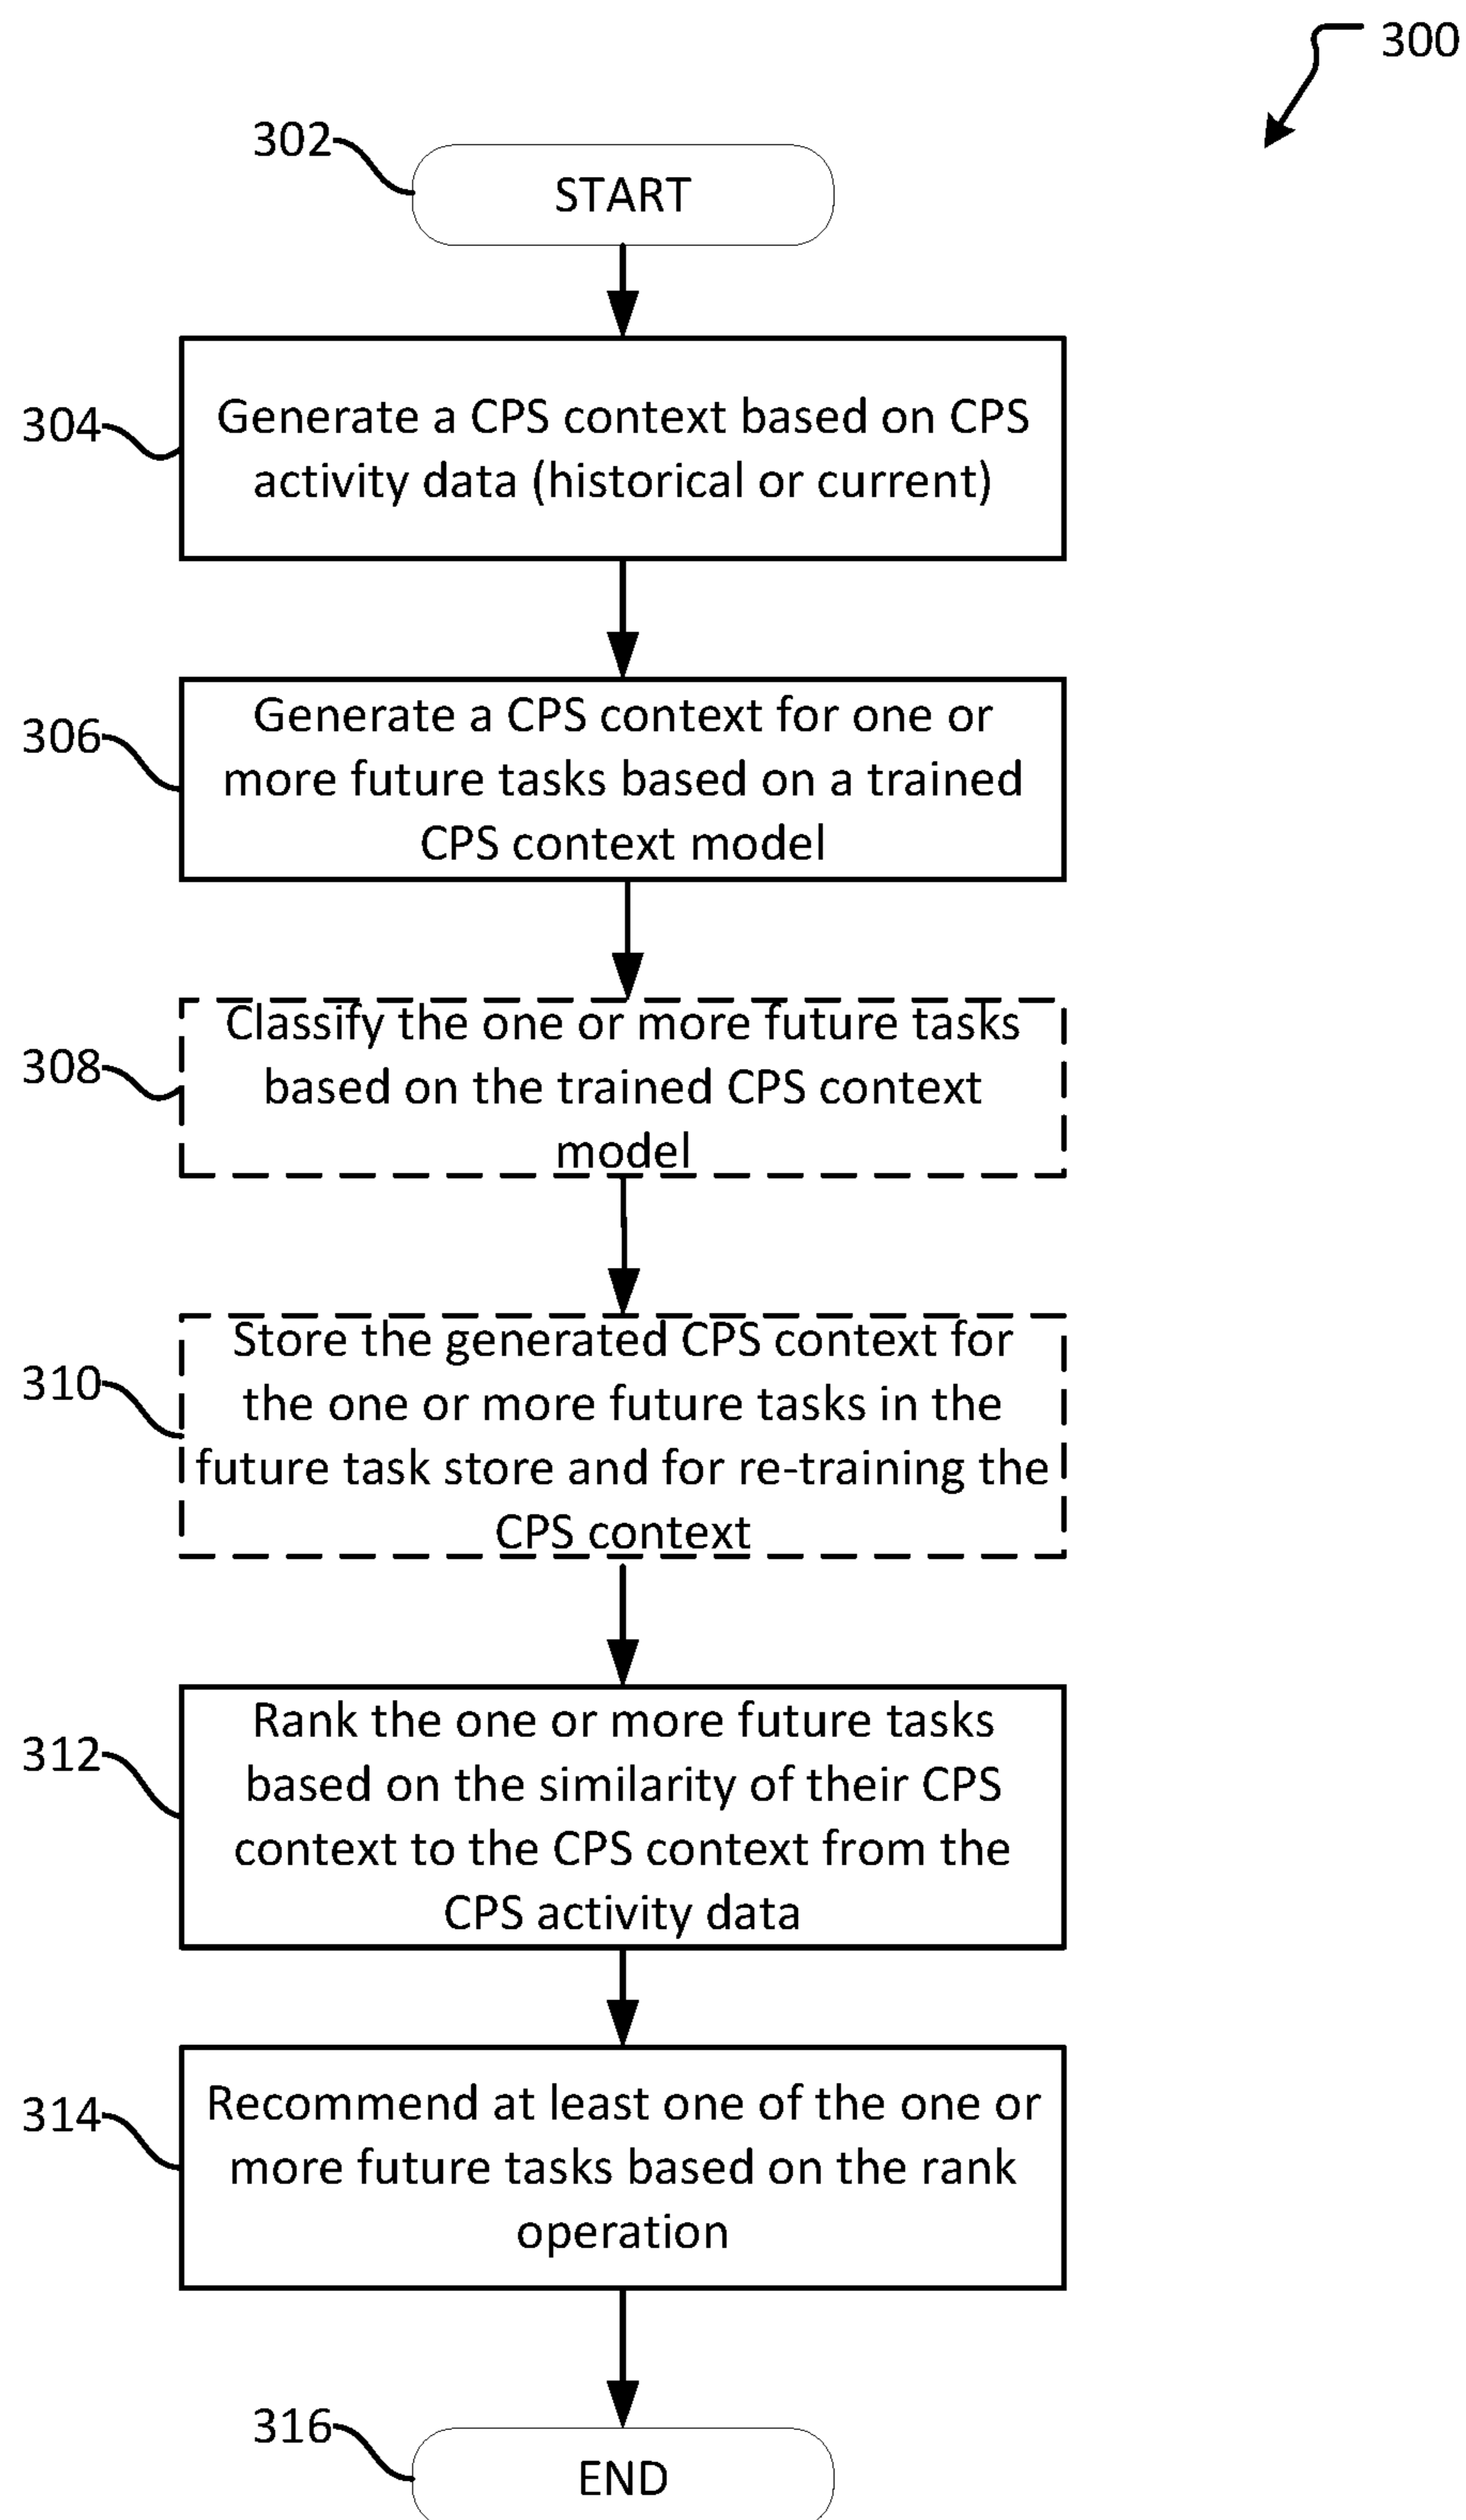 300
302
START
304
Generate a CPS context based on CPS
activity data (historical or current)
306
Generate a CPS context for one or
more future tasks based on a trained
CPS context model
308
Classify the one or more future tasks
based on the trained CPS context
model
310
Store the generated CPS context for
the one or more future tasks in the
future task store and for re-training the
CPS context
312
Rank the one or more future tasks
based on the similarity of their CPS
context to the CPS context from the
CPS activity data
314
Recommend at least one of the one or
more future tasks based on the rank
operation
316
END